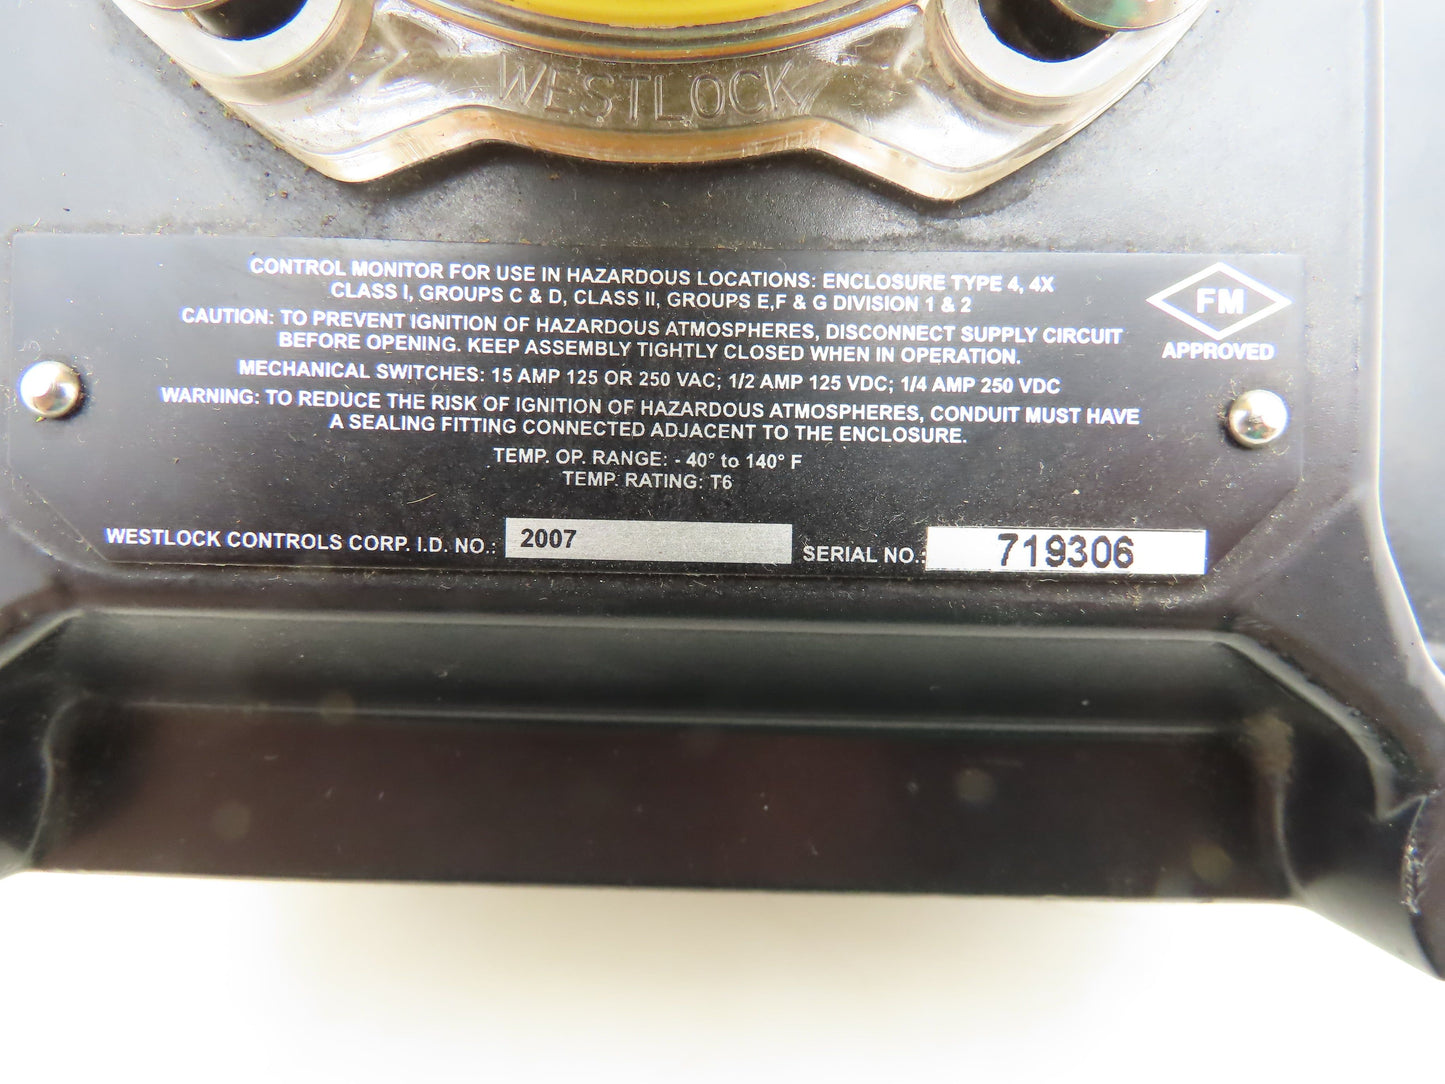 WESTLOCK
CONTROL MONITOR FOR USE IN HAZARDOUS LOCATIONS: ENCLOSURE TYPE 4, 4X
CLASS I, GROUPS C & D, CLASS II, GROUPS E,F & G DIVISION 1 & 2
FM
APPROVED
CAUTION: TO PREVENT IGNITION OF HAZARDOUS ATMOSPHERES, DISCONNECT SUPPLY CIRCUIT
BEFORE OPENING. KEEP ASSEMBLY TIGHTLY CLOSED WHEN IN OPERATION.
MECHANICAL SWITCHES: 15 AMP 125 OR 250 VAC; 1/2 AMP 125 VDC; 1/4 AMP 250 VDC
WARNING: TO REDUCE THE RISK OF IGNITION OF HAZARDOUS ATMOSPHERES, CONDUIT MUST HAVE
A SEALING FITTING CONNECTED ADJACENT TO THE ENCLOSURE.
TEMP. OP. RANGE: - 40° to 140° F
TEMP. RATING: T6
WESTLOCK CONTROLS CORP. I.D. NO.: 2007 SERIAL NO.: 719306